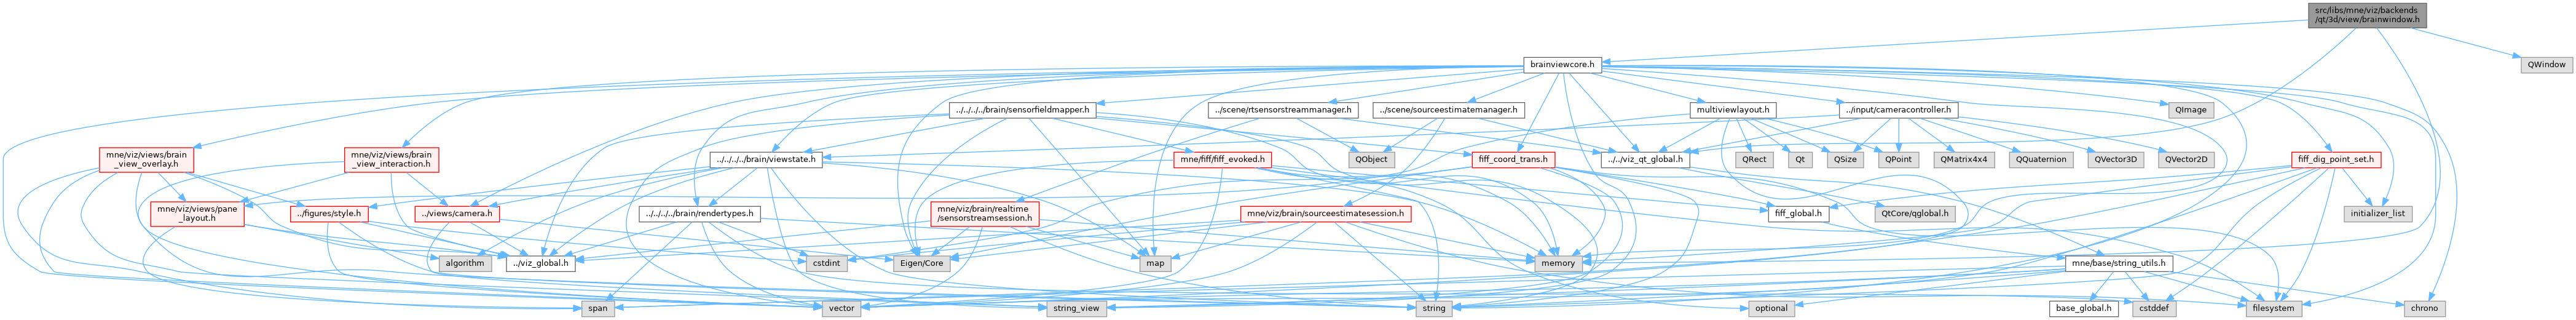 src/libs/mne/viz/backends
/qt/3d/view/brainwindow.h
brainviewcore.h
QWindow
../../../../brain/sensorfieldmapper.h
../scene/rtsensorstreammanager.h
../scene/sourceestimatemanager.h
multiviewlayout.h
../input/cameracontroller.h
QImage
mne/viz/views/brain
_view_overlay.h
mne/viz/views/brain
_view_interaction.h
../../../../brain/viewstate.h
mne/fiff/fiff_evoked.h
QObject
fiff_coord_trans.h
../../viz_qt_global.h
QRect
Qt
QSize
QPoint
QMatrix4x4
QQuaternion
QVector3D
QVector2D
fiff_dig_point_set.h
mne/viz/views/pane
_layout.h
../figures/style.h
../views/camera.h
../../../../brain/rendertypes.h
mne/viz/brain/realtime
/sensorstreamsession.h
mne/viz/brain/sourceestimatesession.h
fiff_global.h
QtCore/qglobal.h
initializer_list
algorithm
../viz_global.h
cstdint
Eigen/Core
map
memory
mne/base/string_utils.h
span
vector
string_view
string
optional
base_global.h
cstddef
filesystem
chrono